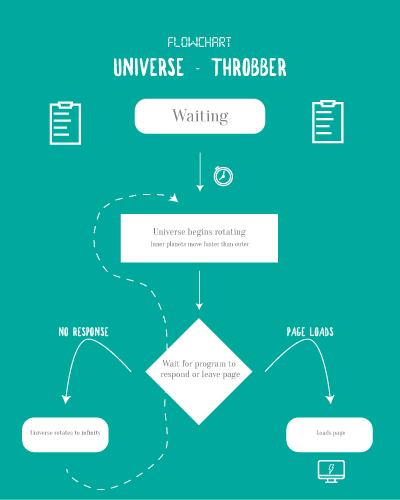 FLOWCHART
UNIVERSE - THROBBER
Waiting
Universe begins rotating
Inner planets move faster than outer
NO RESPONSE
PAGE LOADS
Wait for program to
respond or leave page
Universe rotates to infinity
Loads page